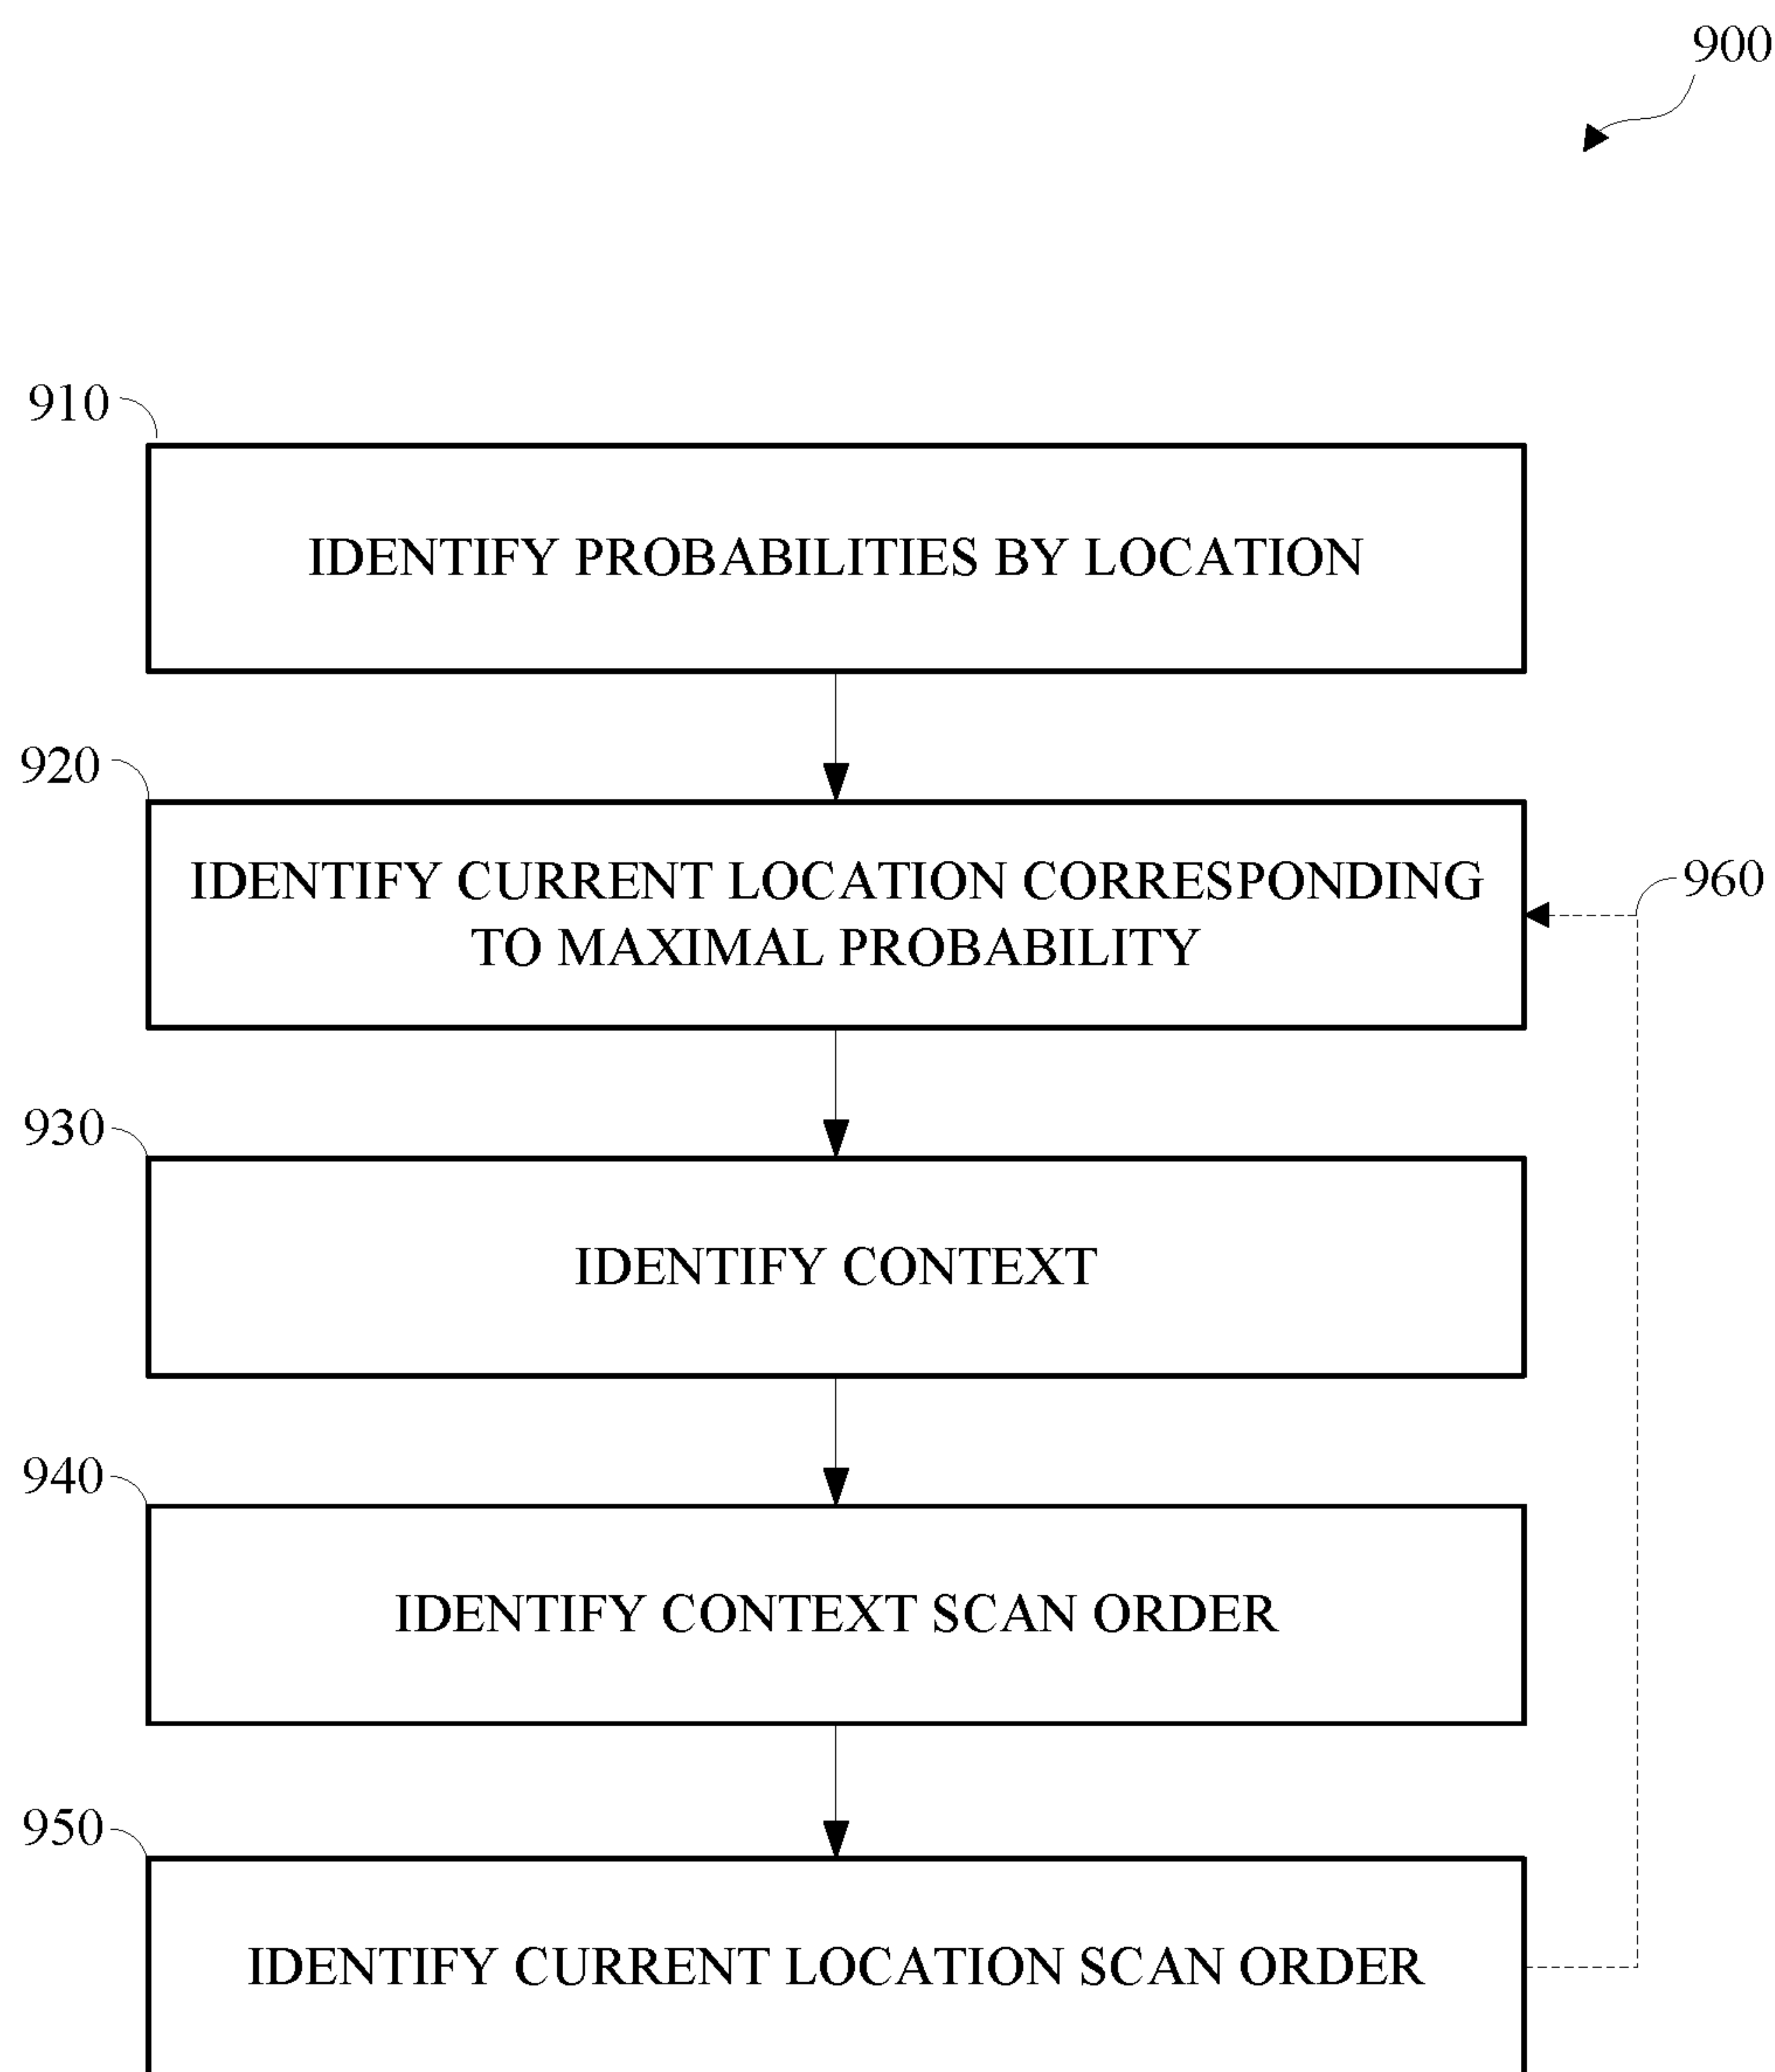 900
910
IDENTIFY PROBABILITIES BY LOCATION
920
IDENTIFY CURRENT LOCATION CORRESPONDING
TO MAXIMAL PROBABILITY
960
930
IDENTIFY CONTEXT
940
IDENTIFY CONTEXT SCAN ORDER
950
IDENTIFY CURRENT LOCATION SCAN ORDER